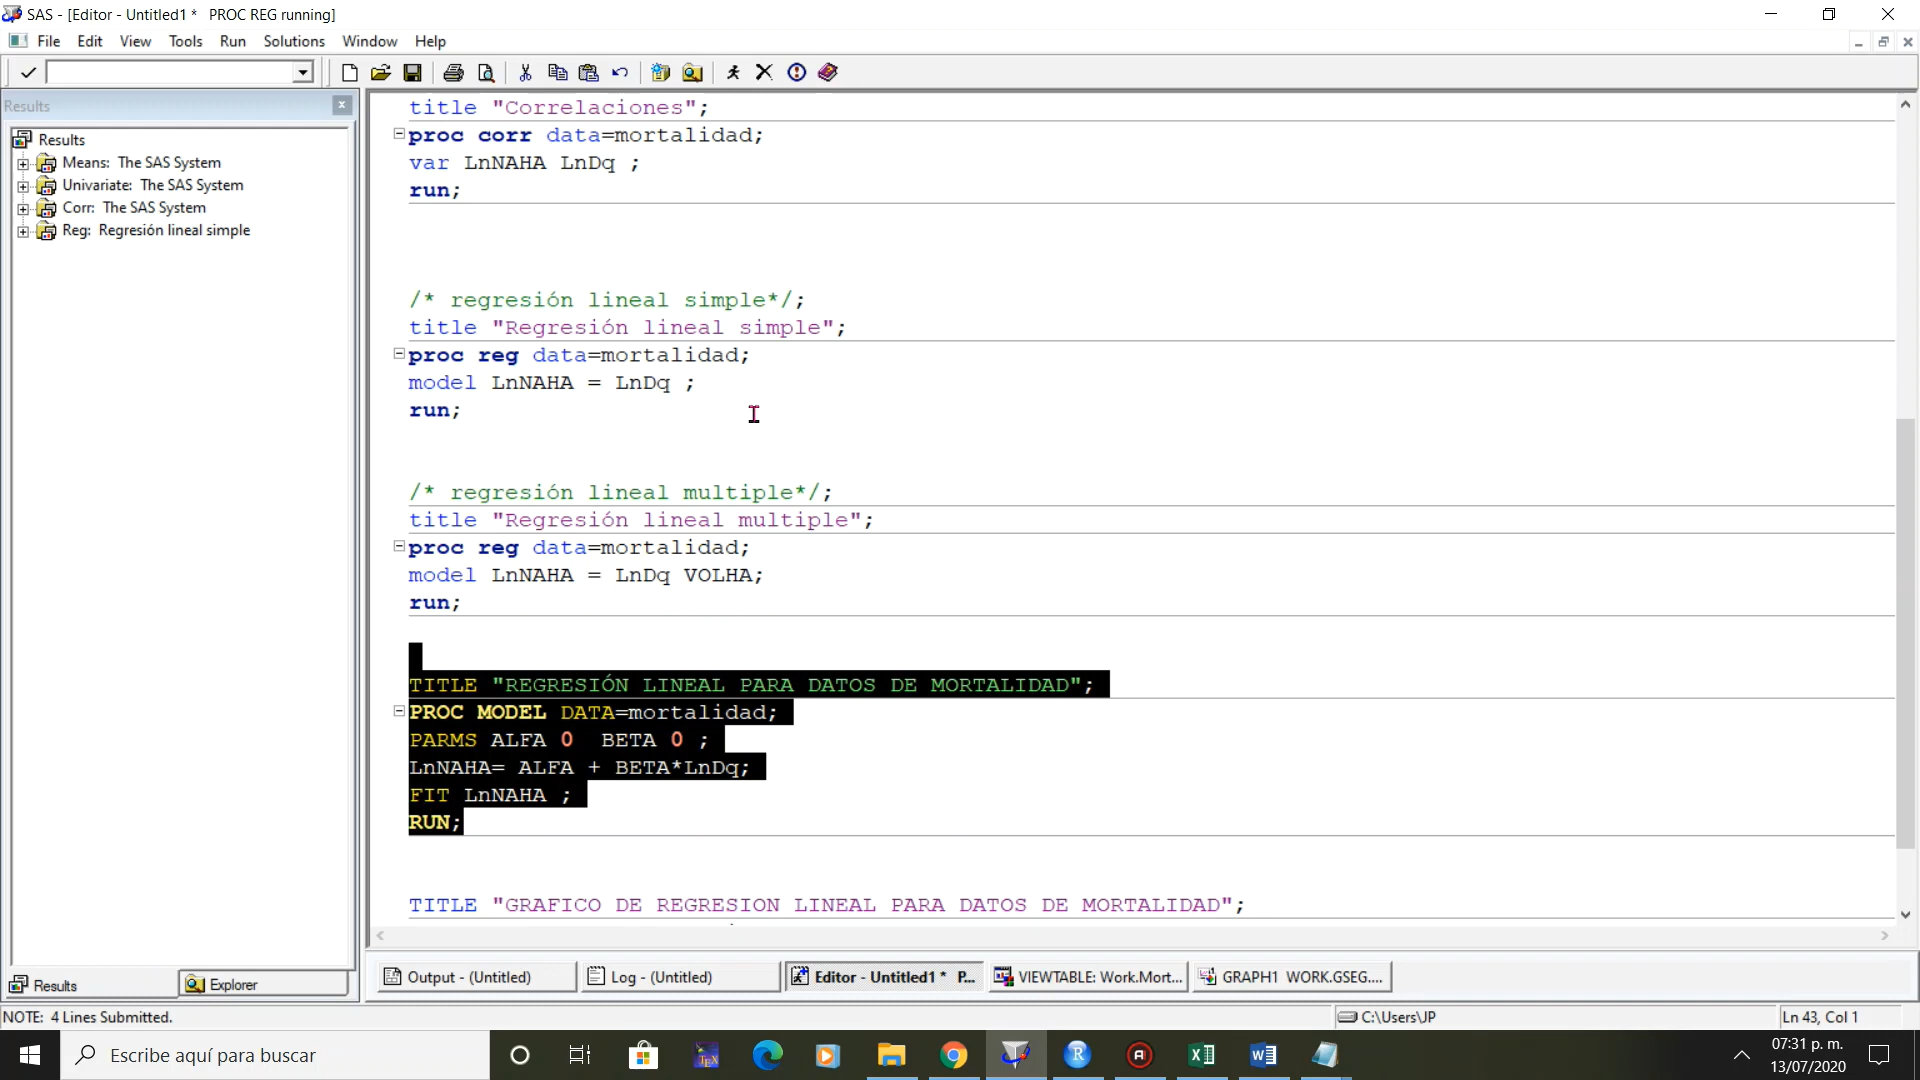 SAS - [Editor - Untitled1 * PROC REG running]
File Edit View Tools Run Solutions Window Help
Results
Results
Means: The SAS System
Univariate: The SAS System
Corr: The SAS System
Reg: Regresión lineal simple
title "Correlaciones";
proc corr data=mortalidad;
var LnNAHA LnDq ;
run;
/* regresión lineal simple*/;
title "Regresión lineal simple";
proc reg data=mortalidad;
model LnNAHA = LnDq ;
run;
/* regresión lineal multiple*/;
title "Regresión lineal multiple";
proc reg data=mortalidad;
model LnNAHA = LnDq VOLHA;
run;
TITLE "REGRESIÓN LINEAL PARA DATOS DE MORTALIDAD";
PROC MODEL DATA=mortalidad;
PARMS ALFA 0 BETA 0 ;
LnNAHA= ALFA + BETA*LnDq;
FIT LnNAHA ;
RUN;
TITLE "GRAFICO DE REGRESION LINEAL PARA DATOS DE MORTALIDAD";
Results Explorer
Output - (Untitled) Log - (Untitled) Editor - Untitled1 * P... VIEWTABLE: Work.Mort... GRAPH1 WORK.GSEG....
NOTE: 4 Lines Submitted. C:\Users\JP Ln 43, Col 1
Escribe aquí para buscar
07:31 p. m.
13/07/2020